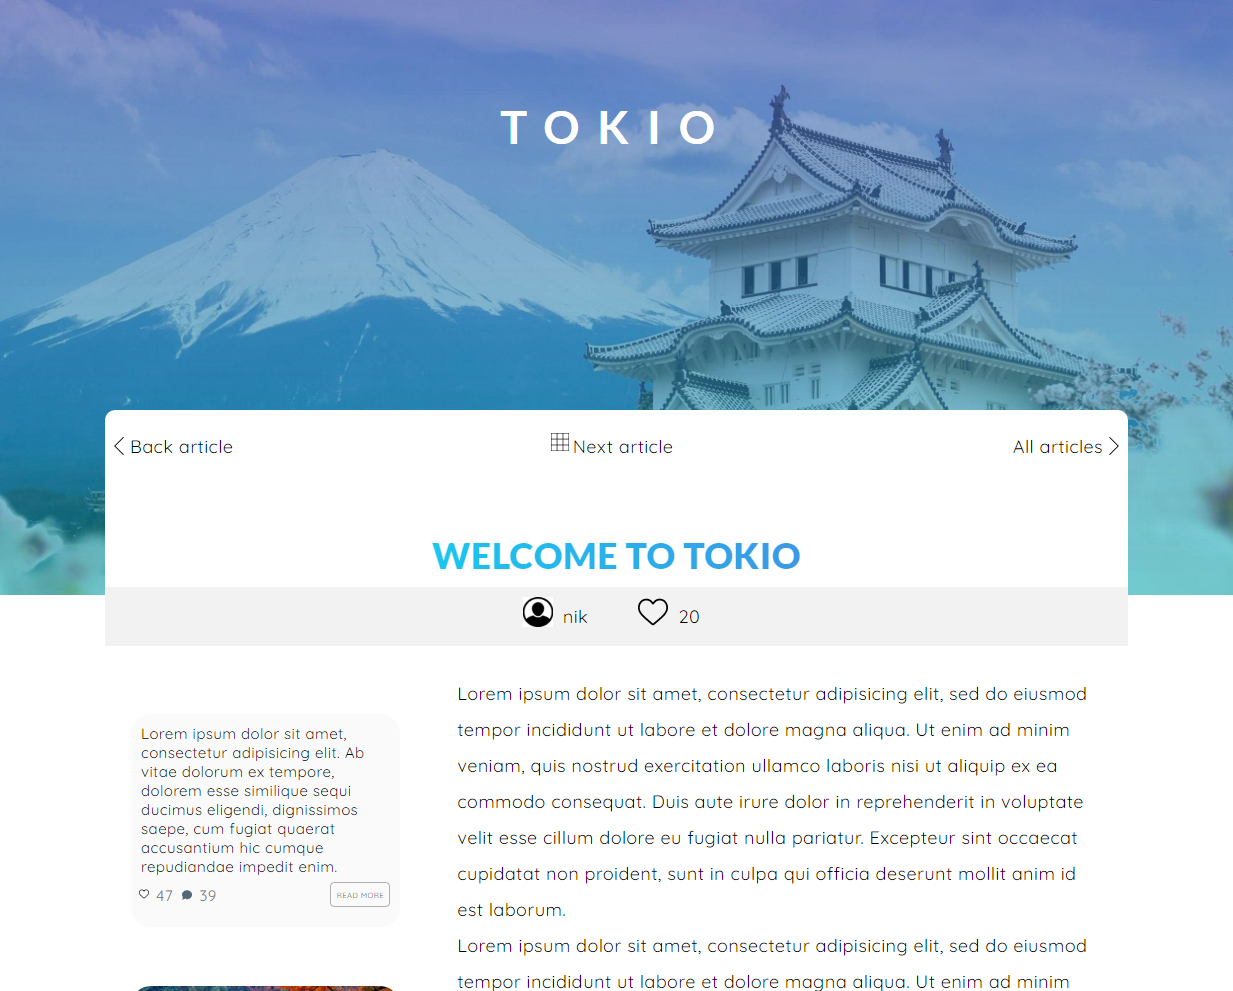 TOKIO
Back article
Next article
All articles
WELCOME TO TOKIO
nik
20
Lorem ipsum dolor sit amet,
consectetur adipisicing elit. Ab
vitae dolorum ex tempore,
dolorem esse similique sequi
ducimus eligendi, dignissimos
saepe, cum fugiat quaerat
accusantium hic cumque
repudiandae impedit enim.
47 39 READ MORE
Lorem ipsum dolor sit amet, consectetur adipisicing elit, sed do eiusmod
tempor incididunt ut labore et dolore magna aliqua. Ut enim ad minim
veniam, quis nostrud exercitation ullamco laboris nisi ut aliquip ex ea
commodo consequat. Duis aute irure dolor in reprehenderit in voluptate
velit esse cillum dolore eu fugiat nulla pariatur. Excepteur sint occaecat
cupidatat non proident, sunt in culpa qui officia deserunt mollit anim id
est laborum.
Lorem ipsum dolor sit amet, consectetur adipisicing elit, sed do eiusmod
tempor incididunt ut labore et dolore magna aliqua. Ut enim ad minim